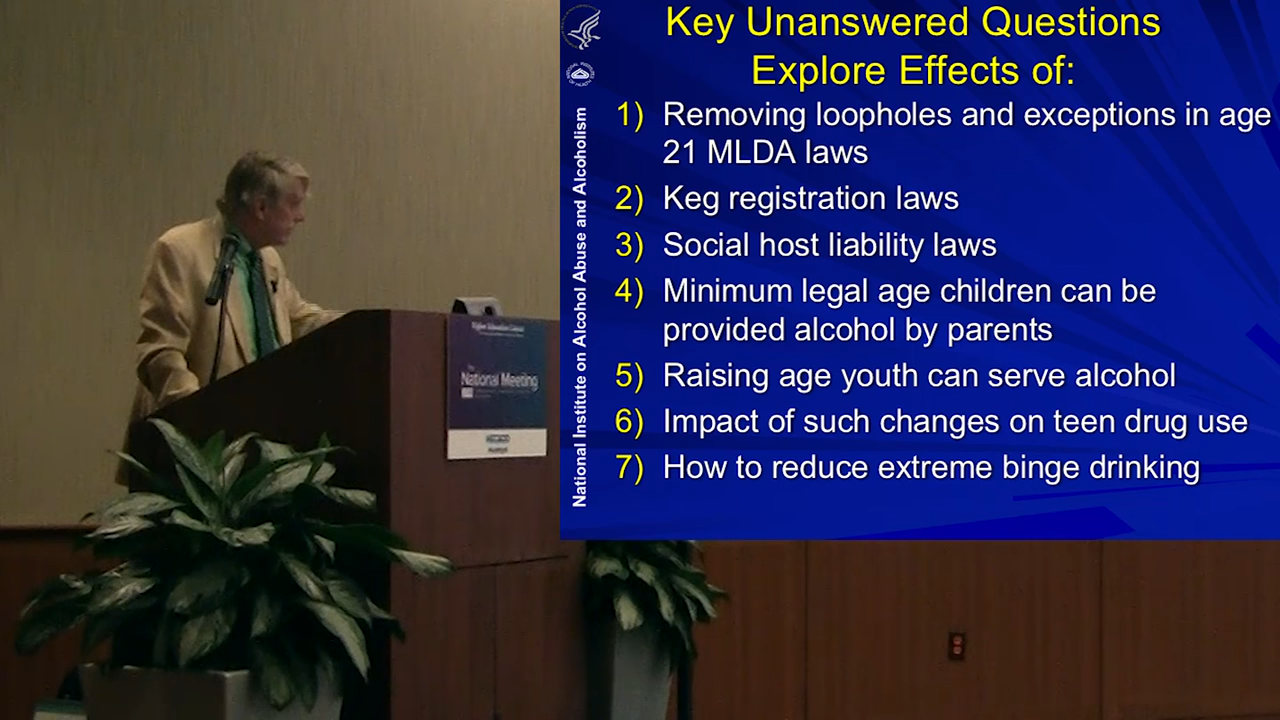 Key Unanswered Questions
Explore Effects of:
1) Removing loopholes and exceptions in age
21 MLDA laws
2) Keg registration laws
3) Social host liability laws
4) Minimum legal age children can be
provided alcohol by parents
5) Raising age youth can serve alcohol
6) Impact of such changes on teen drug use
7) How to reduce extreme binge drinking
National Institute on Alcohol Abuse and Alcoholism
Higher Education Center
The
National Meeting